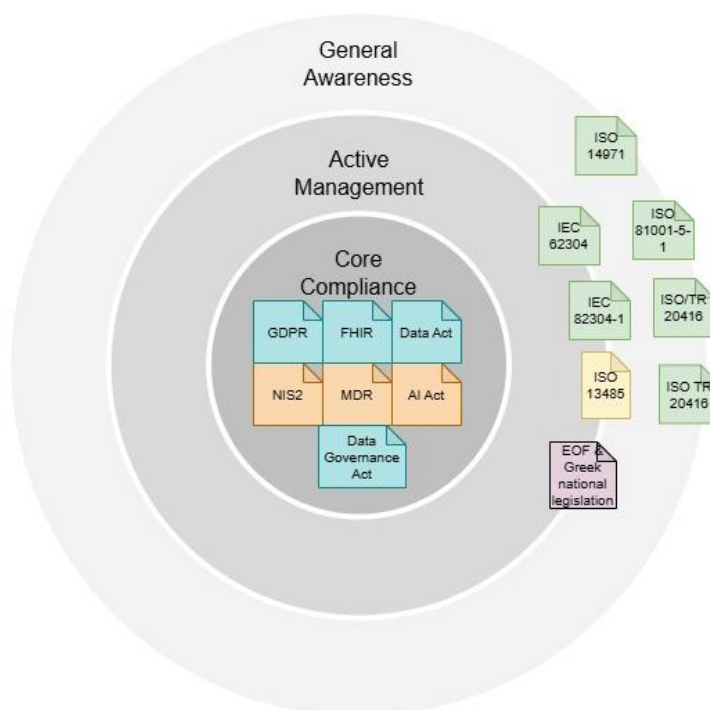 General
Awareness
Active
Management
Core
Compliance
GDPR
FHIR
Data Act
NIS2
MDR
AI Act
Data
Governance
Act
ISO
14971
IEC
62304
ISO
81001-5-
1
IEC
82304-1
ISO/TR
20416
ISO
13485
ISO TR
20416
EOF &
Greek
national
legislation